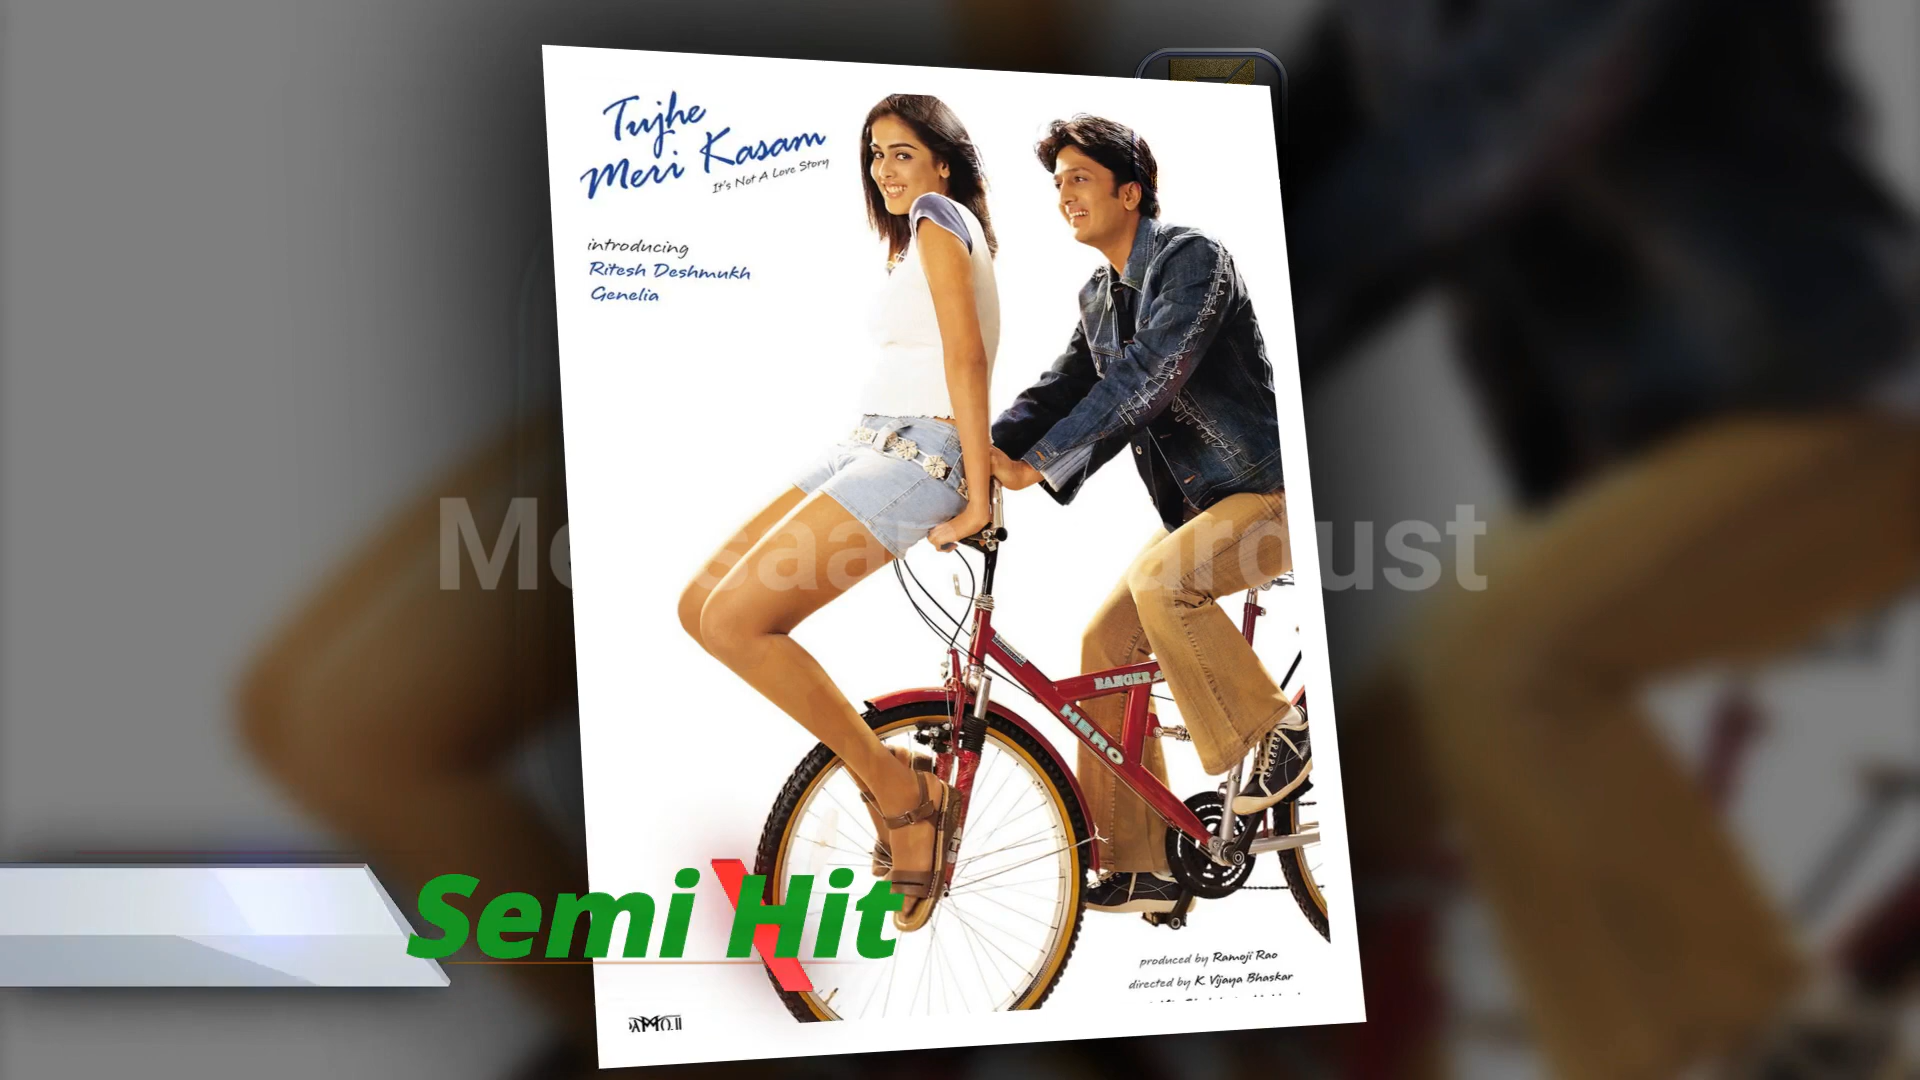 Tujhe
Meri Kasam
It's Not A Love Story
introducing
Ritesh Deshmukh
Genelia
RANGER
HERO
Semi Hit
produced by Ramoji Rao
directed by K. Vijaya Bhaskar